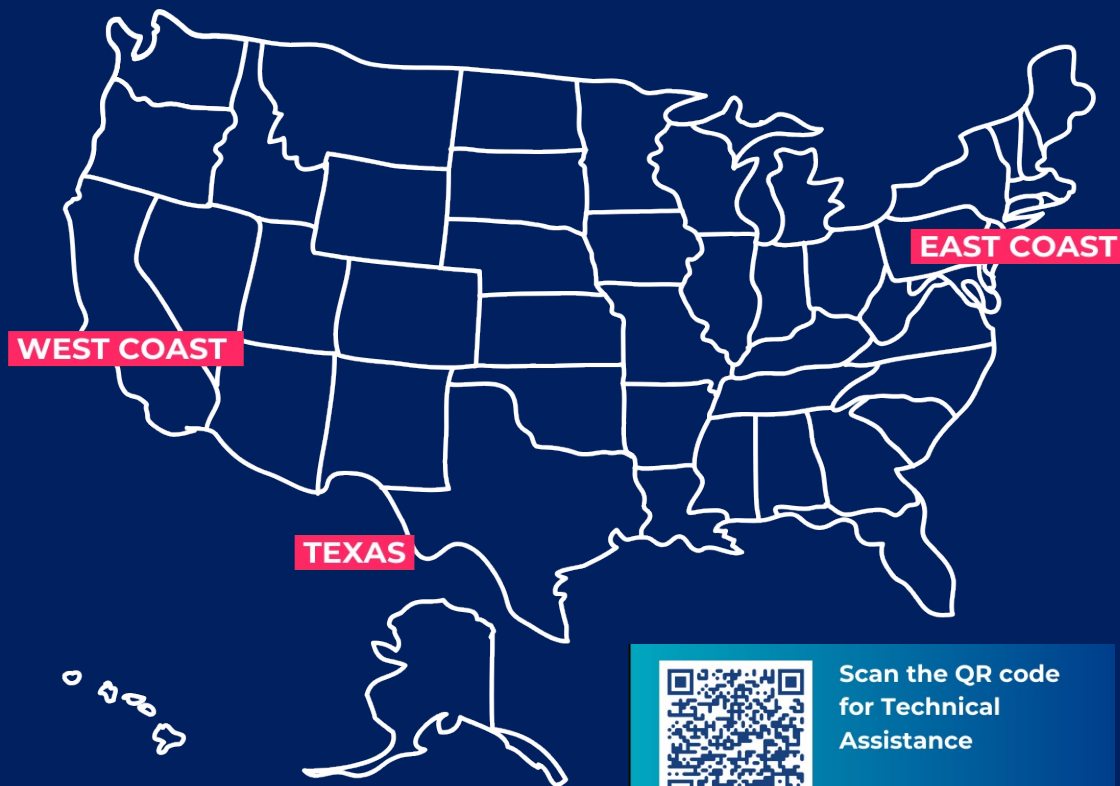 EAST COAST
WEST COAST
TEXAS
Scan the QR code
for Technical
Assistance